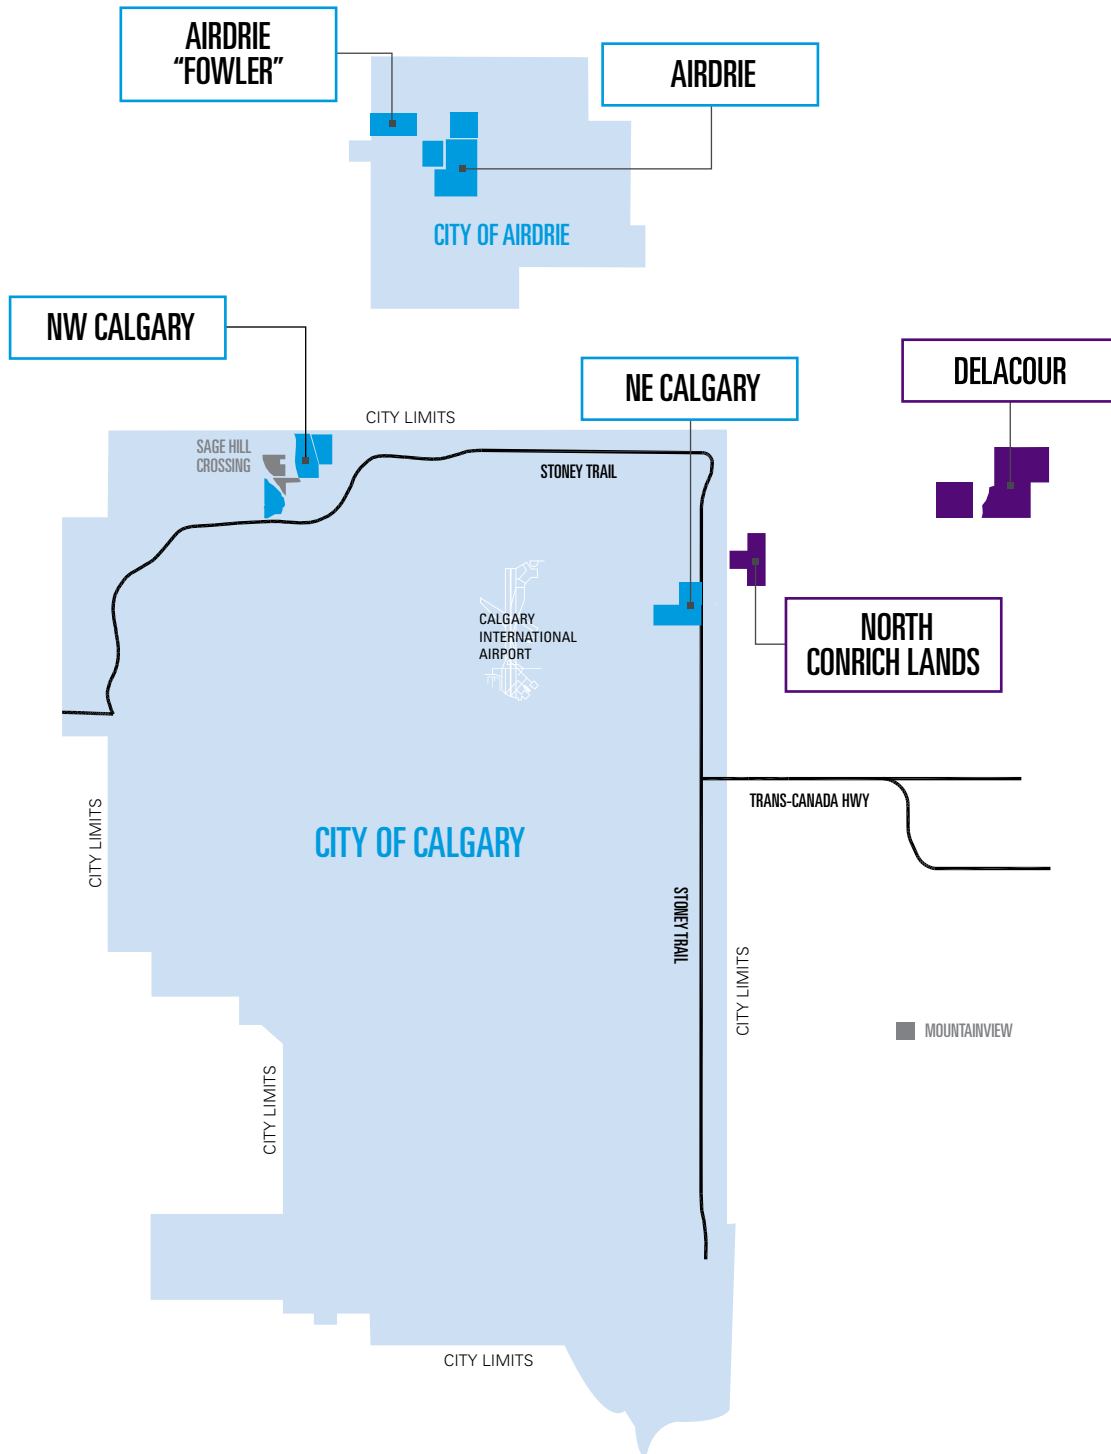 AIRDRIE
“FOWLER”
AIRDRIE
CITY OF AIRDRIE
NW CALGARY
NE CALGARY
DELACOUR
CITY LIMITS
SAGE HILL
CROSSING
STONEY TRAIL
CALGARY
INTERNATIONAL
AIRPORT
NORTH
CONRICH LANDS
TRANS-CANADA HWY
CITY LIMITS
CITY OF CALGARY
STONEY TRAIL
CITY LIMITS
MOUNTAINVIEW
CITY LIMITS
CITY LIMITS